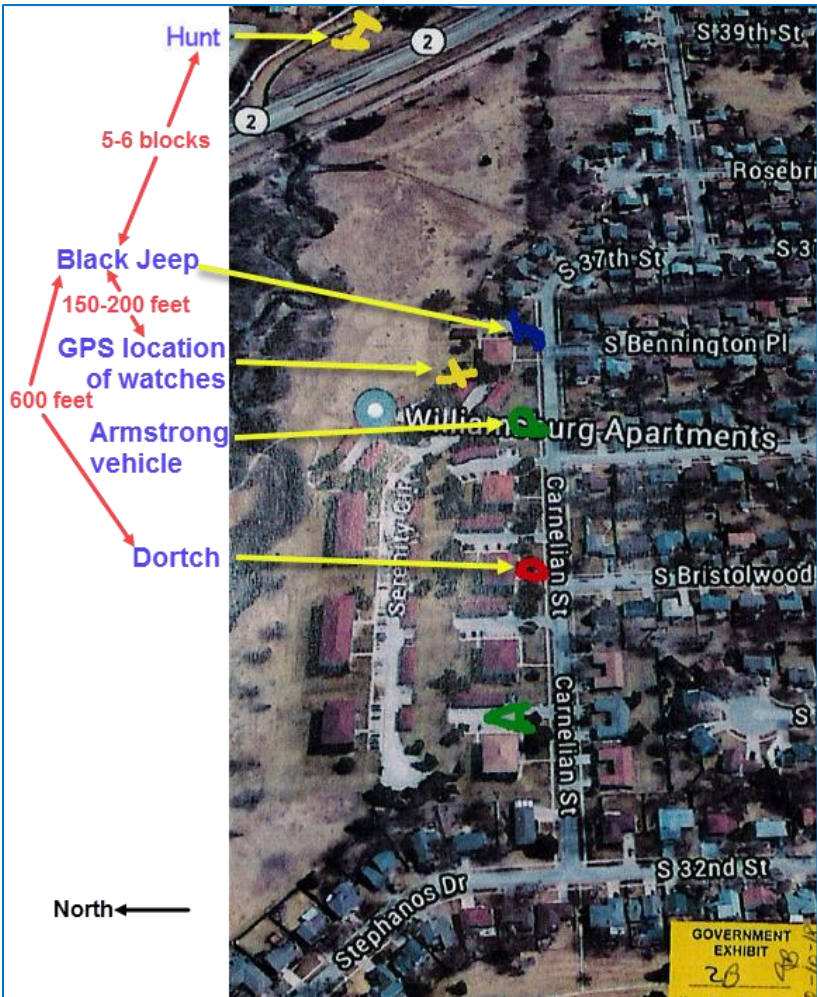 Hunt
2
S 39th St
2
5-6 blocks
Black Jeep
S 37th St
150-200 feet
GPS location
of watches
S Bennington Pl
600 feet
Armstrong
vehicle
Williamsburg Apartments
Serenity Cir
Carnelian St
Dortch
S Bristolwood
A
Carnelian St
S
S 32nd St
North
Stephanos Dr
GOVERNMENT
EXHIBIT
2B